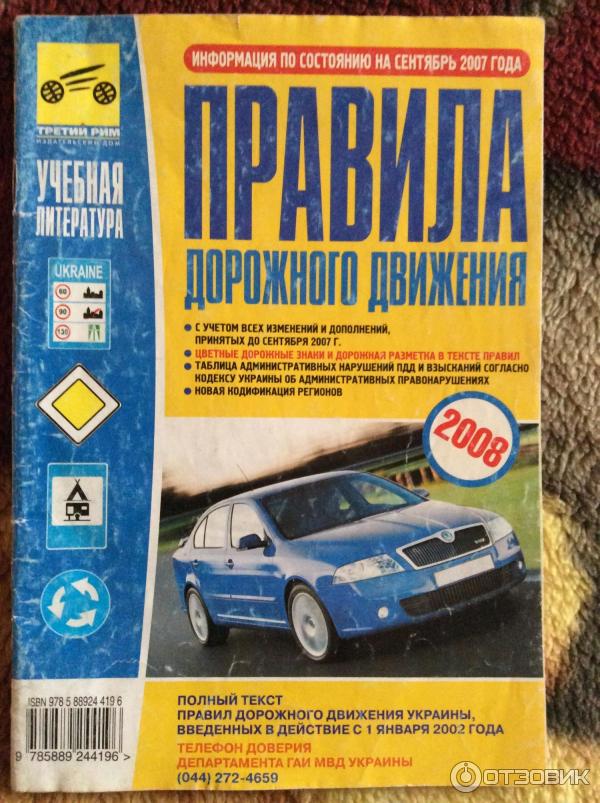 ИНФОРМАЦИЯ ПО СОСТОЯНИЮ НА СЕНТЯБРЬ 2007 ГОДА
ТРЕТИЙ РИМ
ИЗДАТЕЛЬСКИЙ ДОМ
УЧЕБНАЯ
ЛИТЕРАТУРА
ПРАВИЛА
ДОРОЖНОГО ДВИЖЕНИЯ
UKRAINE
60
90
130
• С УЧЕТОМ ВСЕХ ИЗМЕНЕНИЙ И ДОПОЛНЕНИЙ,
ПРИНЯТЫХ ДО СЕНТЯБРЯ 2007 Г.
• ЦВЕТНЫЕ ДОРОЖНЫЕ ЗНАКИ И ДОРОЖНАЯ РАЗМЕТКА В ТЕКСТЕ ПРАВИЛ
• ТАБЛИЦА АДМИНИСТРАТИВНЫХ НАРУШЕНИЙ ПДД И ВЗЫСКАНИЙ СОГЛАСНО
КОДЕКСУ УКРАИНЫ ОБ АДМИНИСТРАТИВНЫХ ПРАВОНАРУШЕНИЯХ
• НОВАЯ КОДИФИКАЦИЯ РЕГИОНОВ
2008
ISBN 978 5 88924 419 6
9 785889 244196 >
ПОЛНЫЙ ТЕКСТ
ПРАВИЛ ДОРОЖНОГО ДВИЖЕНИЯ УКРАИНЫ,
ВВЕДЕННЫХ В ДЕЙСТВИЕ С 1 ЯНВАРЯ 2002 ГОДА
ТЕЛЕФОН ДОВЕРИЯ
ДЕПАРТАМЕНТА ГАИ МВД УКРАИНЫ
(044) 272-4659
ОТЗОВИК